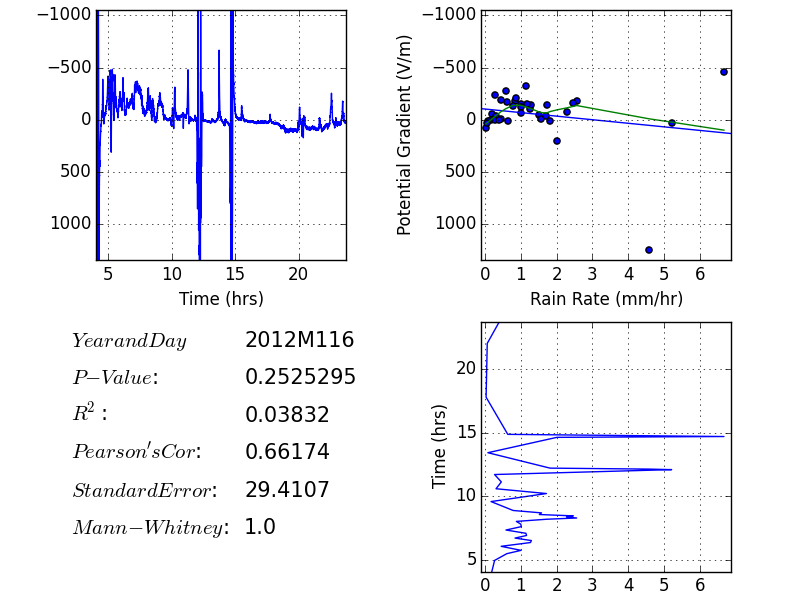 −1000
−500
0
500
1000
5 10 15 20
Time (hrs)
Potential Gradient (V/m)
−1000
−500
0
500
1000
0 1 2 3 4 5 6
Rain Rate (mm/hr)
YearandDay 2012M116
P−Value: 0.2525295
R²: 0.03832
Pearson′sCor: 0.66174
StandardError: 29.4107
Mann−Whitney: 1.0
Time (hrs)
20
15
10
5
0 1 2 3 4 5 6